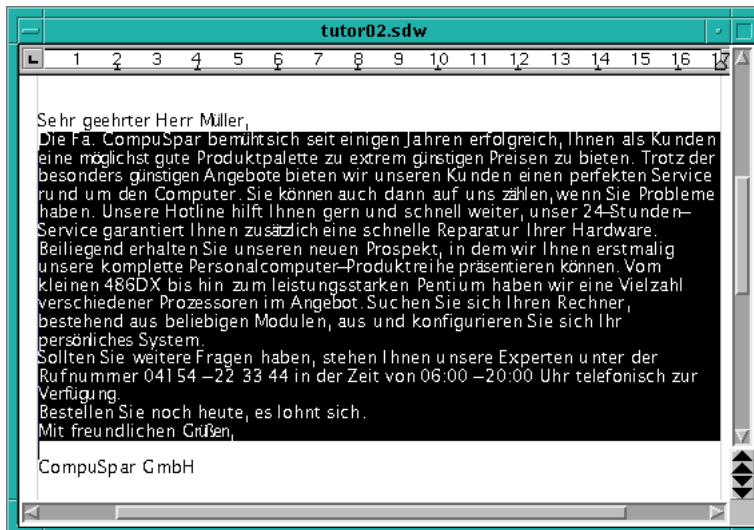 tutor02.sdw
1 2 3 4 5 6 7 8 9 10 11 12 13 14 15 16 17
Sehr geehrter Herr Müller,
Die Fa. CompuSpar bemüht sich seit einigen Jahren erfolgreich, Ihnen als Kunden
eine möglichst gute Produktpalette zu extrem günstigen Preisen zu bieten. Trotz der
besonders günstigen Angebote bieten wir unseren Kunden einen perfekten Service
rund um den Computer. Sie können auch dann auf uns zählen, wenn Sie Probleme
haben. Unsere Hotline hilft Ihnen gern und schnell weiter, unser 24-Stunden-
Service garantiert Ihnen zusätzlich eine schnelle Reparatur Ihrer Hardware.
Beiliegend erhalten Sie unseren neuen Prospekt, in dem wir Ihnen erstmalig
unsere komplette Personalcomputer-Produktreihe präsentieren können. Vom
kleinen 486DX bis hin zum leistungsstarken Pentium haben wir eine Vielzahl
verschiedener Prozessoren im Angebot. Suchen Sie sich Ihren Rechner,
bestehend aus beliebigen Modulen, aus und konfigurieren Sie sich Ihr
persönliches System.
Sollten Sie weitere Fragen haben, stehen Ihnen unsere Experten unter der
Rufnummer 04154 -22 33 44 in der Zeit von 06:00 -20:00 Uhr telefonisch zur
Verfügung.
Bestellen Sie noch heute, es lohnt sich.
Mit freundlichen Grüßen,
CompuSpar GmbH